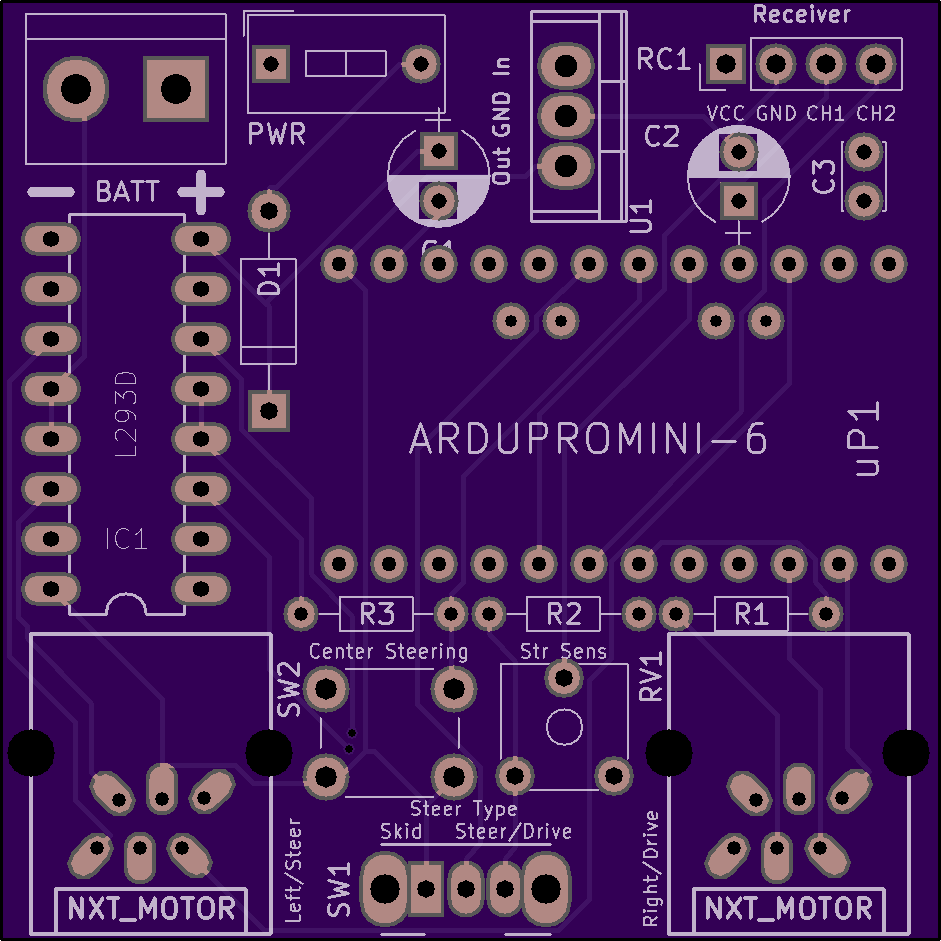 Receiver
RC1
VCC GND CH1 CH2
PWR
Out GND In
C2
C3
BATT
U1
C1
D1
L293D
ARDUPROMINI-6
uP1
IC1
R3
R2
R1
Center Steering
Str Sens
SW2
RV1
Steer Type
Skid Steer/Drive
Left/Steer
Right/Drive
SW1
NXT_MOTOR
NXT_MOTOR